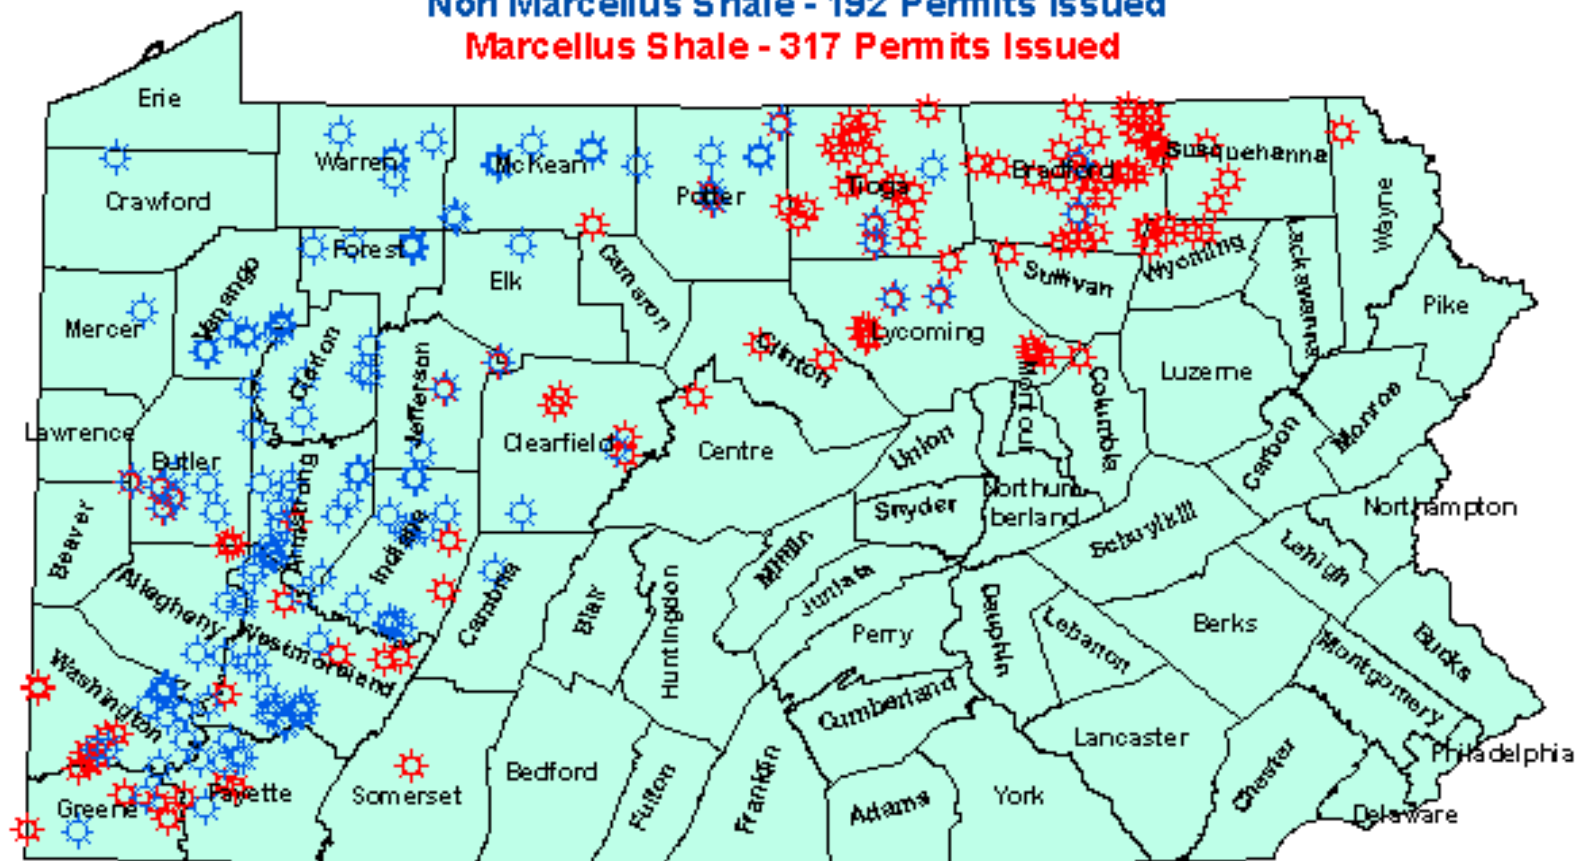 Non Marcellus Shale - 192 Permits Issued
Marcellus Shale - 317 Permits Issued
Erie
Warren
McKean
Susquehanna
Bradford
Tioga
Potter
Crawford
Wayne
Forest
Elk
Cameron
Sullivan
Wyoming
Lackawanna
Pike
Mercer
Venango
Clarion
Jefferson
Clinton
Lycoming
Luzerne
Montour
Columbia
Monroe
Lawrence
Butler
Clearfield
Centre
Union
Carbon
Beaver
Armstrong
Indiana
Snyder
Northum
berland
Schuylkill
Northampton
Lehigh
Allegheny
Westmoreland
Cambria
Blair
Huntingdon
Mifflin
Juniata
Perry
Dauphin
Lebanon
Berks
Bucks
Montgomery
Washington
Cumberland
Lancaster
Philadelphia
Chester
Delaware
Greene
Fayette
Somerset
Bedford
Fulton
Franklin
Adams
York